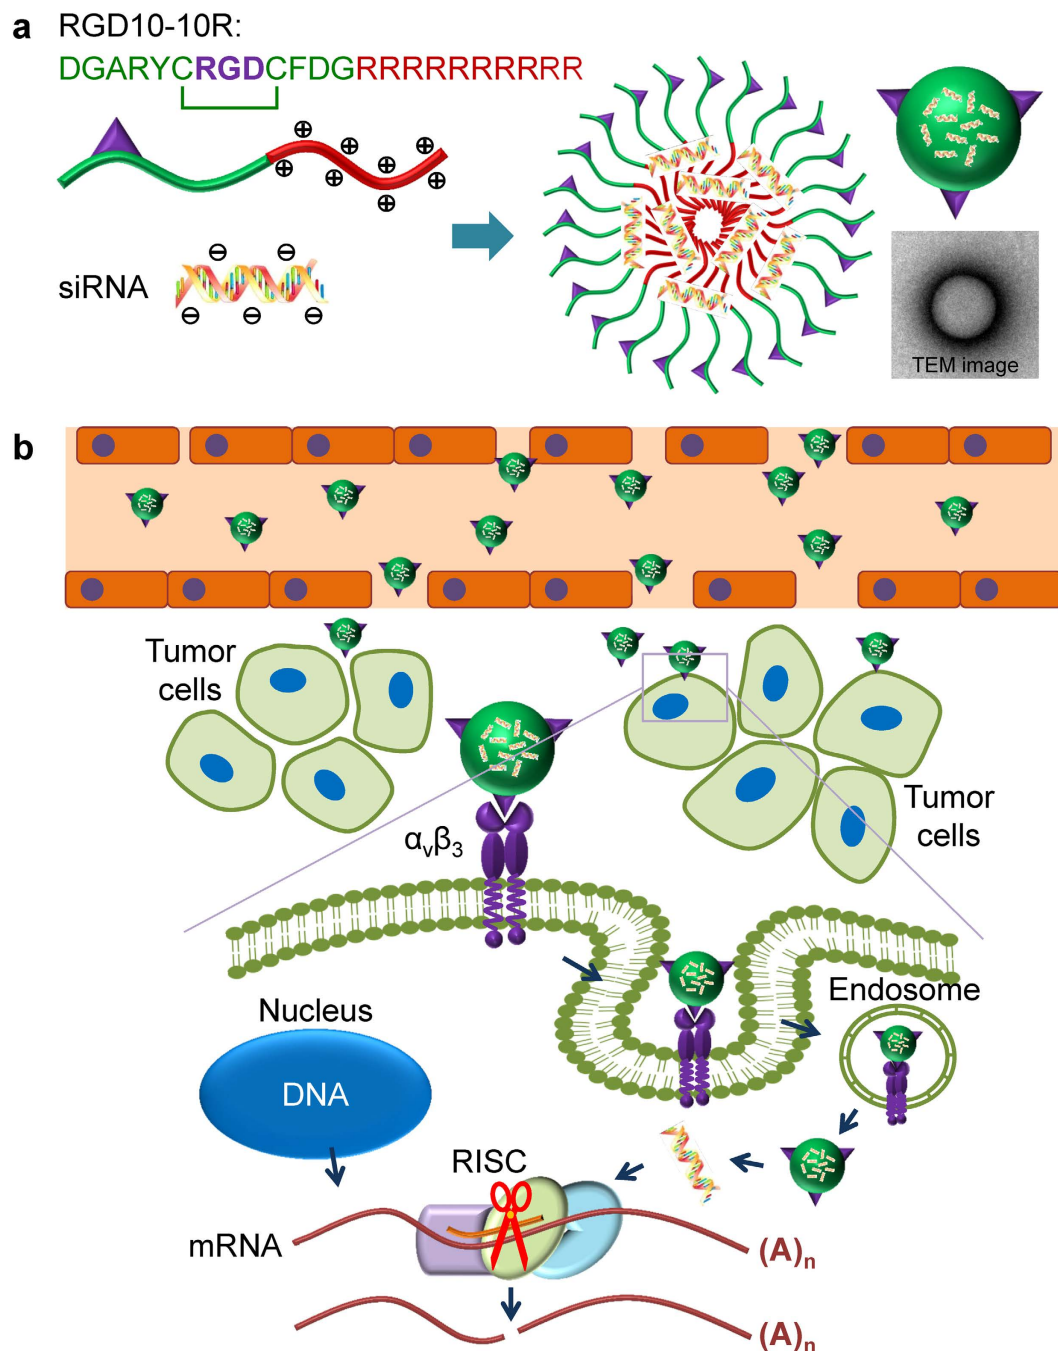 a
RGD10-10R:
DGARYCRGDCFDGRRRRRRRRRR
⊕ ⊕ ⊕ ⊕ ⊕ ⊕ ⊕ ⊕
siRNA
⊖ ⊖ ⊖ ⊖ ⊖
TEM image
b
Tumor
cells
Tumor
cells
αvβ3
Endosome
Nucleus
DNA
RISC
mRNA
(A)n
(A)n